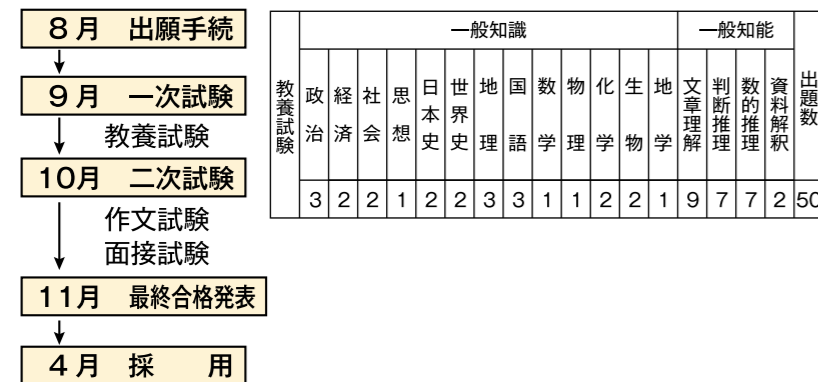 8月 出願手続
9月 一次試験
教養試験
10月 二次試験
作文試験
面接試験
11月 最終合格発表
4月 採 用
教養試験
一般知識 一般知能 出題数
政治 経済 社会 思想 日本史 世界史 地理 国語 数学 物理 化学 生物 地学 文章理解 判断推理 数的推理 資料解釈
3 2 2 1 2 2 3 3 1 1 2 2 1 9 7 7 2 50